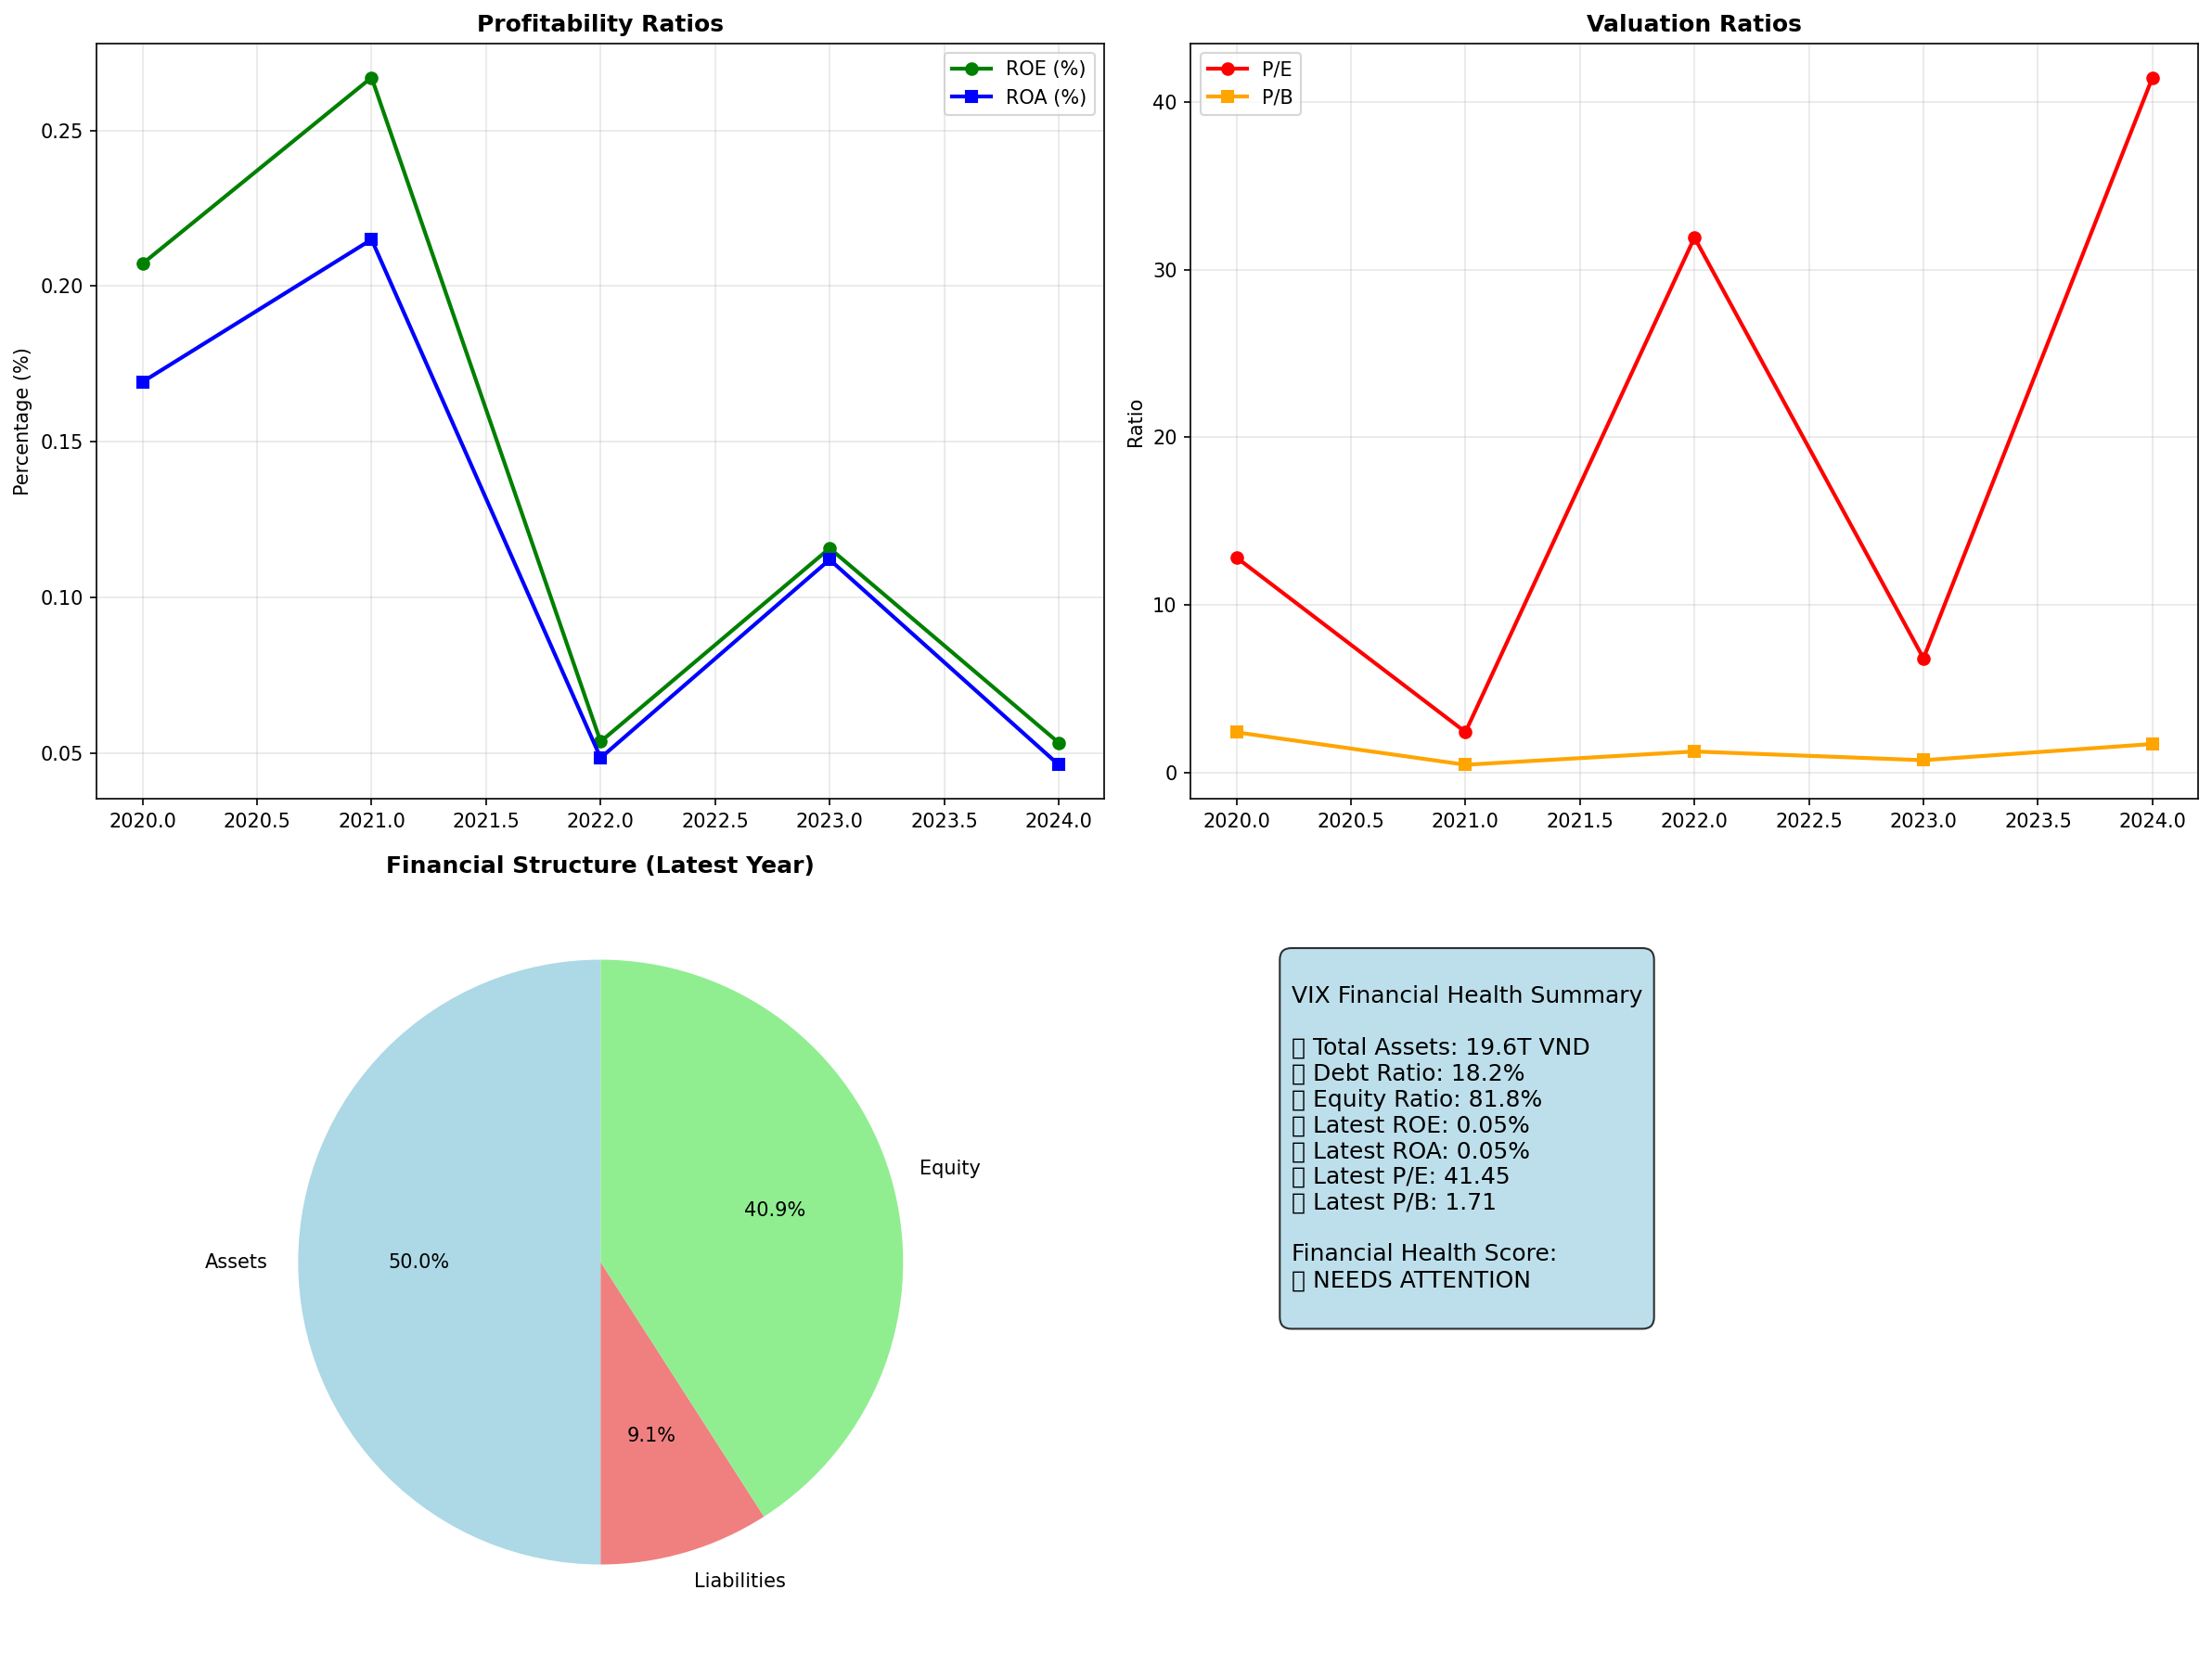 Profitability Ratios
ROE (%)
ROA (%)
Percentage (%)
0.25
0.20
0.15
0.10
0.05
2020.0 2020.5 2021.0 2021.5 2022.0 2022.5 2023.0 2023.5 2024.0
Valuation Ratios
P/E
P/B
Ratio
40
30
20
10
0
2020.0 2020.5 2021.0 2021.5 2022.0 2022.5 2023.0 2023.5 2024.0
Financial Structure (Latest Year)
Equity
40.9%
Assets
50.0%
9.1%
Liabilities
VIX Financial Health Summary
Total Assets: 19.6T VND
Debt Ratio: 18.2%
Equity Ratio: 81.8%
Latest ROE: 0.05%
Latest ROA: 0.05%
Latest P/E: 41.45
Latest P/B: 1.71
Financial Health Score:
NEEDS ATTENTION